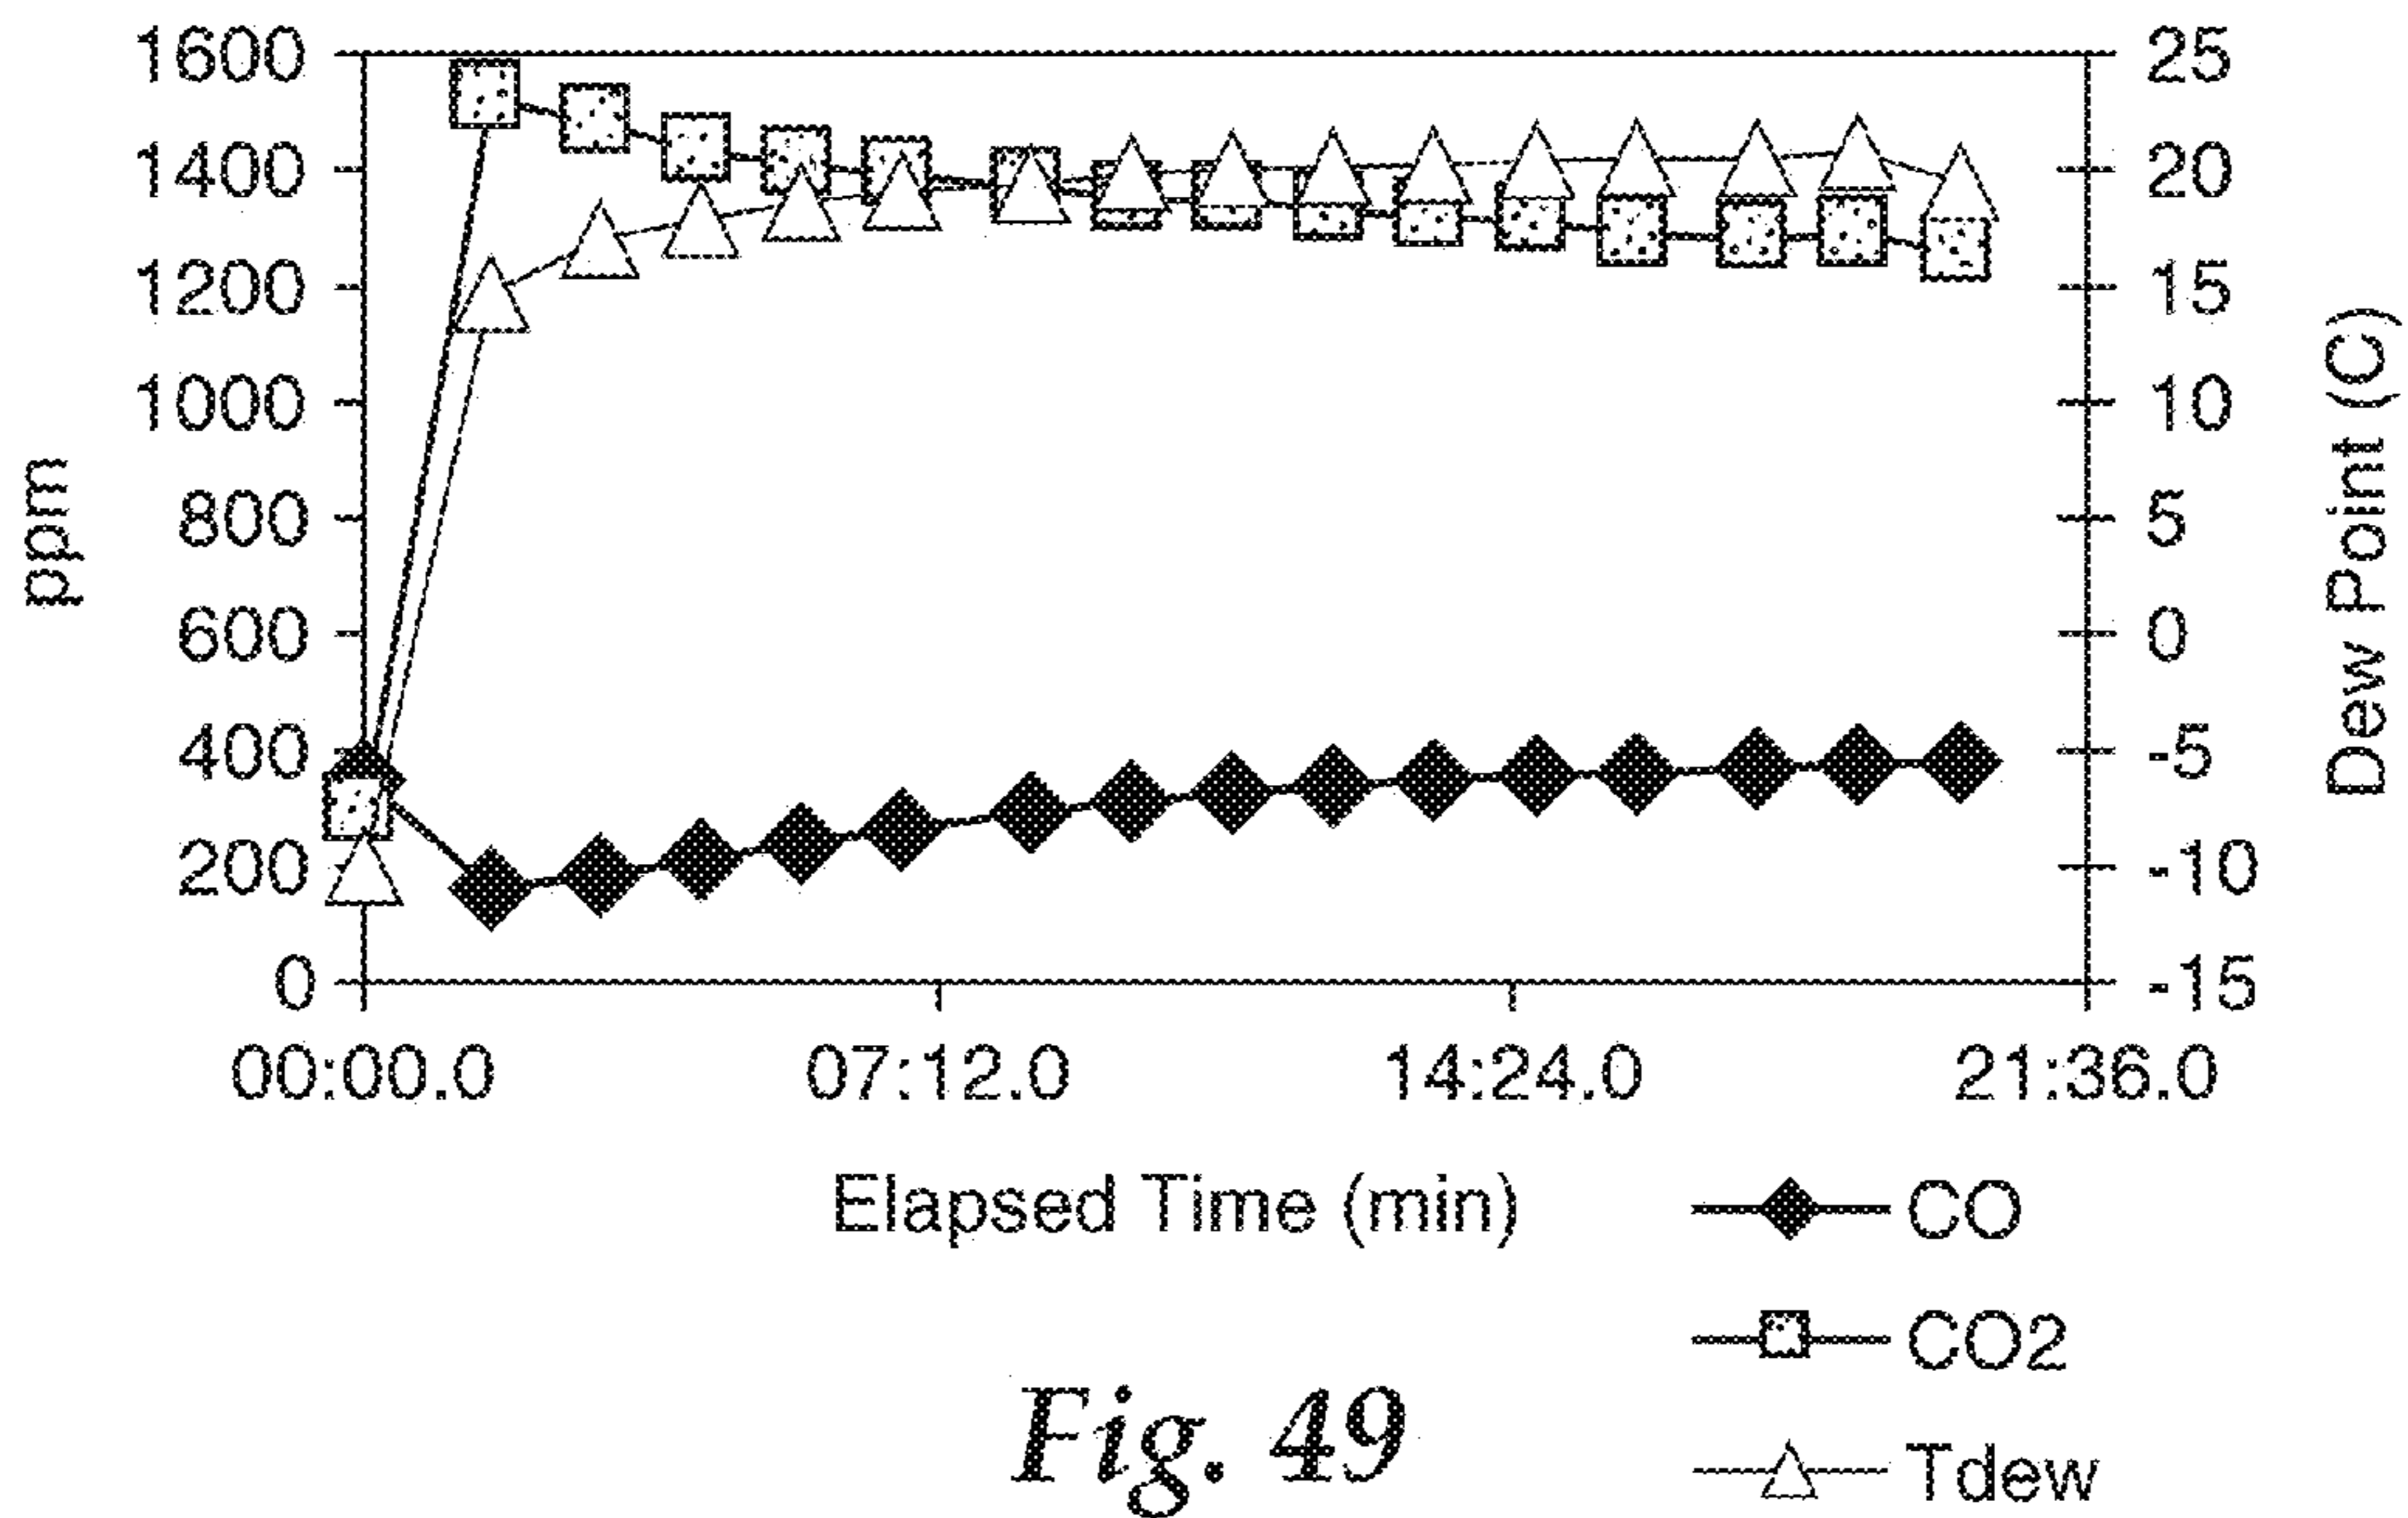 1600
1400
1200
1000
800
600
400
200
0
ppm
25
20
15
10
5
0
-5
-10
-15
Dew Point (C)
00:00.0 07:12.0 14:24.0 21:36.0
Elapsed Time (min)
CO
CO2
Tdew
Fig. 49